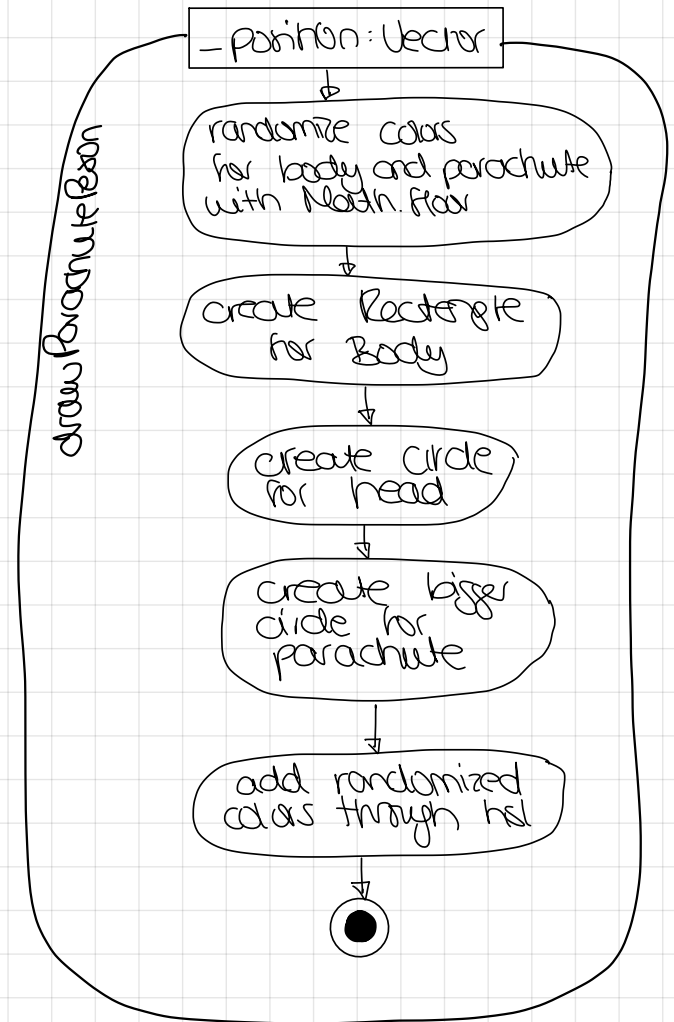 _position: Vector
drawParachutePerson
randomize colors
for body and parachute
with Math.floor
create Rectangle
for Body
create circle
for head
create bigger
circle for
parachute
add randomized
colors through hsl